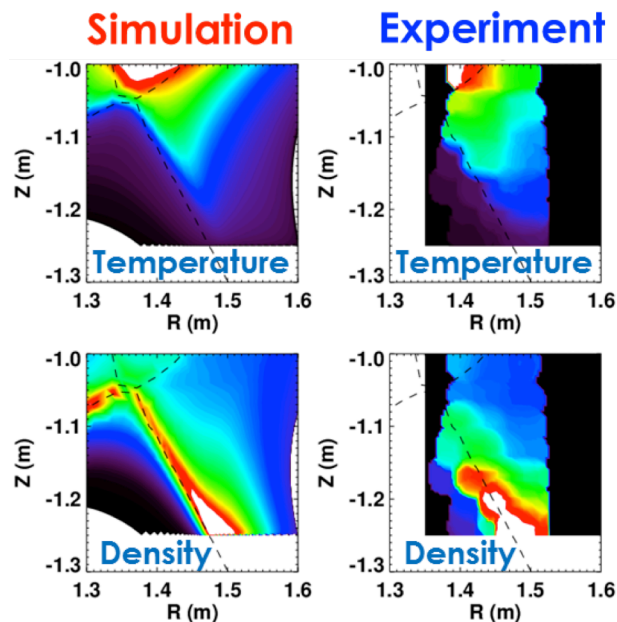 Simulation Experiment
-1.0 -1.0
Z (m) -1.1 Z (m) -1.1
-1.2 -1.2
-1.3 Temperature -1.3 Temperature
1.3 1.4 1.5 1.6 1.3 1.4 1.5 1.6
R (m) R (m)
-1.0 -1.0
Z (m) -1.1 Z (m) -1.1
-1.2 -1.2
-1.3 Density -1.3 Density
1.3 1.4 1.5 1.6 1.3 1.4 1.5 1.6
R (m) R (m)